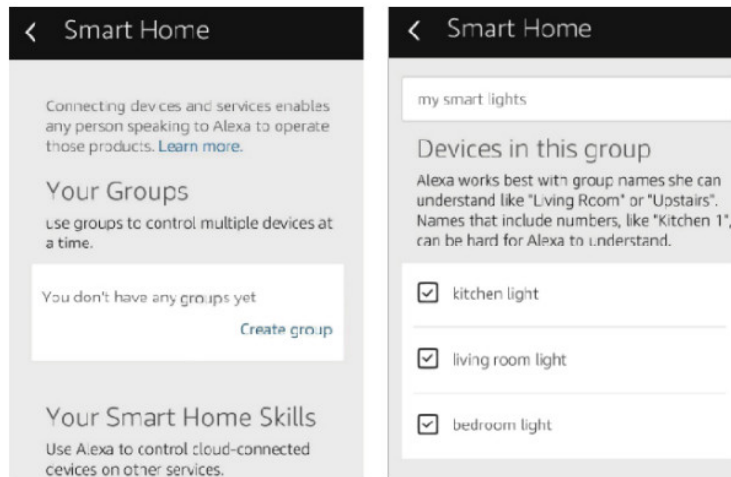 Smart Home
Connecting devices and services enables
any person speaking to Alexa to operate
those products. Learn more.
Your Groups
use groups to control multiple devices at
a time.
You don't have any groups yet
Create group
Your Smart Home Skills
Use Alexa to control cloud-connected
devices on other services.
Smart Home
my smart lights
Devices in this group
Alexa works best with group names she can
understand like "Living Room" or "Upstairs".
Names that include numbers, like "Kitchen 1",
can be hard for Alexa to understand.
kitchen light
living room light
bedroom light